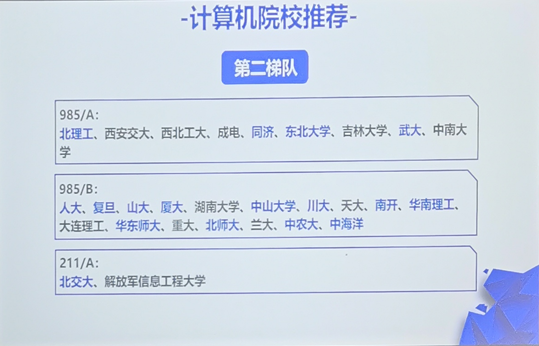 -计算机院校推荐-
第二梯队
985/A:
北理工、西安交大、西北工大、成电、同济、东北大学、吉林大学、武大、中南大
学
985/B:
人大、复旦、山大、厦大、湖南大学、中山大学、川大、天大、南开、华南理工、
大连理工、华东师大、重大、北师大、兰大、中农大、中海洋
211/A:
北交大、解放军信息工程大学